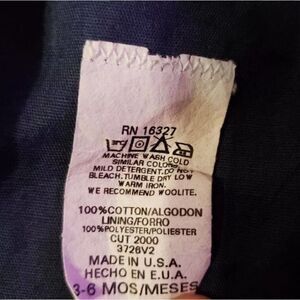 RN 16327
MACHINE WASH COLD
SIMILAR COLORS
MILD DETERGENT. DO NOT
BLEACH. TUMBLE DRY LOW
WARM IRON.
WE RECOMMEND WOOLITE.
100% COTTON/ALGODON
LINING/FORRO
100% POLYESTER/POLIESTER
CUT 2000
3726V2
MADE IN U.S.A.
HECHO EN E.U.A.
3-6 MOS/MESES